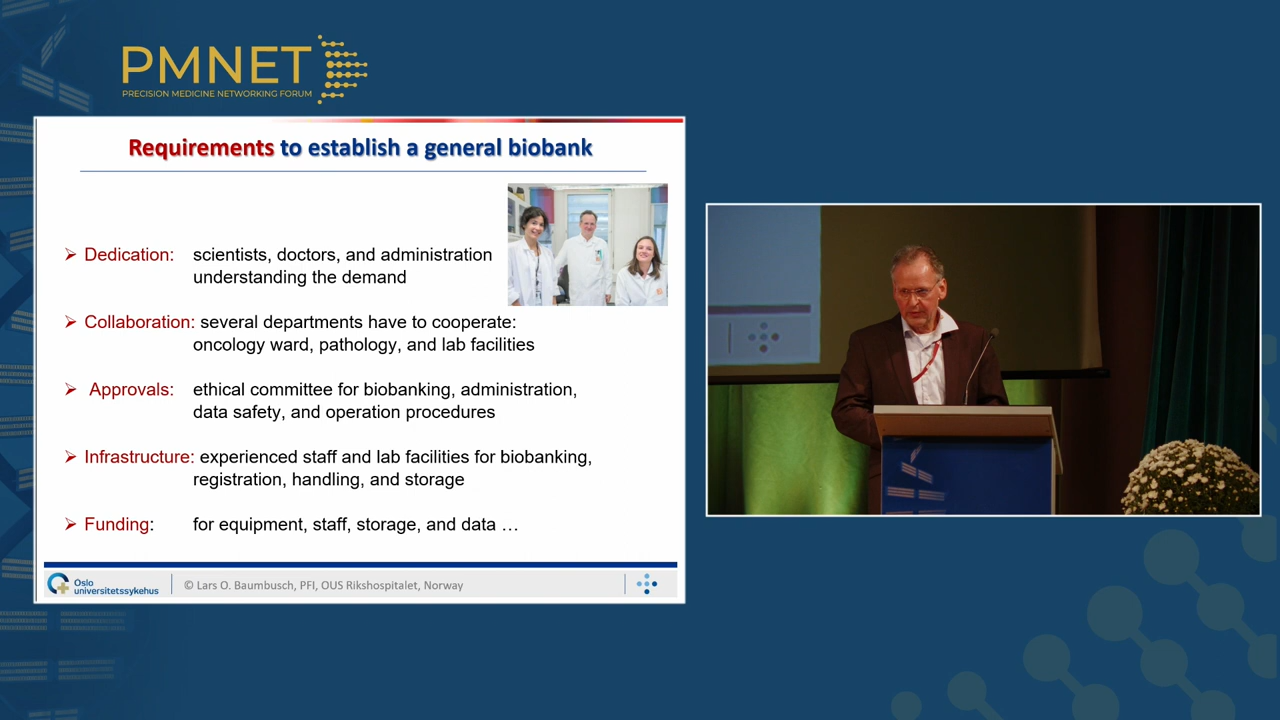 PMNET
PRECISION MEDICINE NETWORKING FORUM
Requirements to establish a general biobank
➢ Dedication: scientists, doctors, and administration
understanding the demand
➢ Collaboration: several departments have to cooperate:
oncology ward, pathology, and lab facilities
➢ Approvals: ethical committee for biobanking, administration,
data safety, and operation procedures
➢ Infrastructure: experienced staff and lab facilities for biobanking,
registration, handling, and storage
➢ Funding: for equipment, staff, storage, and data …
Oslo
universitetssykehus
© Lars O. Baumbusch, PFI, OUS Rikshospitalet, Norway